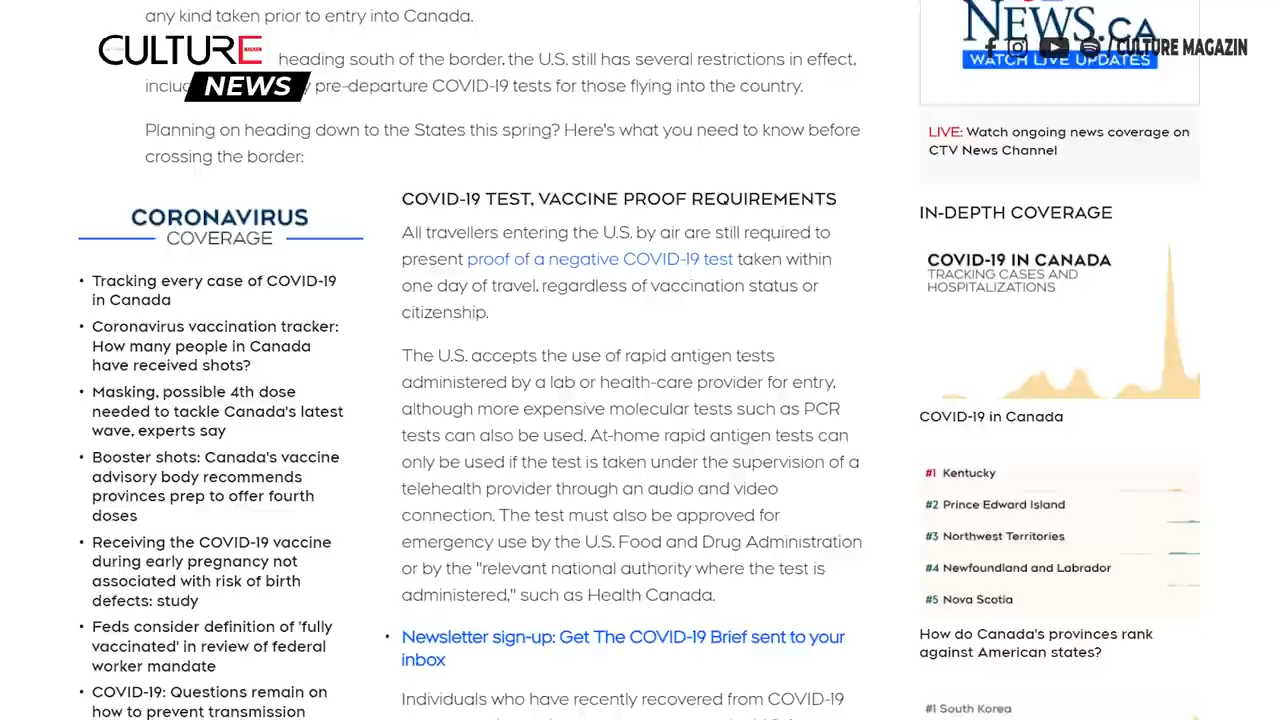 any kind taken prior to entry into Canada.
CULTURE
NEWS
heading south of the border, the U.S. still has several restrictions in effect,
pre-departure COVID-19 tests for those flying into the country.
Planning on heading down to the States this spring? Here's what you need to know before
crossing the border:
CORONAVIRUS
COVERAGE
• Tracking every case of COVID-19
in Canada
• Coronavirus vaccination tracker:
How many people in Canada
have received shots?
• Masking, possible 4th dose
needed to tackle Canada's latest
wave, experts say
• Booster shots: Canada's vaccine
advisory body recommends
provinces prep to offer fourth
doses
• Receiving the COVID-19 vaccine
during early pregnancy not
associated with risk of birth
defects: study
• Feds consider definition of 'fully
vaccinated' in review of federal
worker mandate
• COVID-19: Questions remain on
how to prevent transmission
COVID-19 TEST, VACCINE PROOF REQUIREMENTS
All travellers entering the U.S. by air are still required to
present proof of a negative COVID-19 test taken within
one day of travel, regardless of vaccination status or
citizenship.
The U.S. accepts the use of rapid antigen tests
administered by a lab or health-care provider for entry,
although more expensive molecular tests such as PCR
tests can also be used. At-home rapid antigen tests can
only be used if the test is taken under the supervision of a
telehealth provider through an audio and video
connection. The test must also be approved for
emergency use by the U.S. Food and Drug Administration
or by the "relevant national authority where the test is
administered," such as Health Canada.
• Newsletter sign-up: Get The COVID-19 Brief sent to your
inbox
Individuals who have recently recovered from COVID-19
NEWS.CA
/CULTURE MAGAZIN
WATCH LIVE UPDATES
LIVE: Watch ongoing news coverage on
CTV News Channel
IN-DEPTH COVERAGE
COVID-19 IN CANADA
TRACKING CASES AND
HOSPITALIZATIONS
COVID-19 in Canada
#1 Kentucky
#2 Prince Edward Island
#3 Northwest Territories
#4 Newfoundland and Labrador
#5 Nova Scotia
How do Canada's provinces rank
against American states?
#1 South Korea